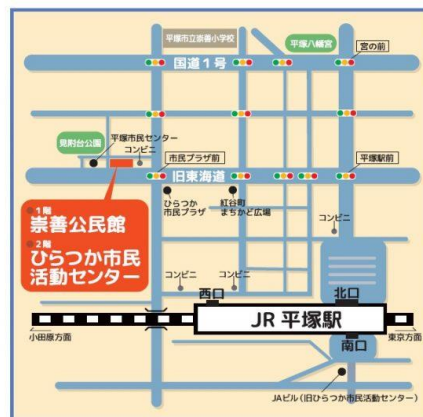 平塚市立崇善小学校
平塚八幡宮
宮の前
国道1号
見附台公園
平塚市民センター
コンビニ
市民プラザ前
平塚駅前
旧東海道
ひらつか
市民プラザ
紅谷町
まちかど広場
コンビニ
1階
崇善公民館
2階
ひらつか市民
活動センター
コンビニ
コンビニ
西口
北口
JR 平塚駅
小田原方面
東京方面
南口
JAビル(旧ひらつか市民活動センター)